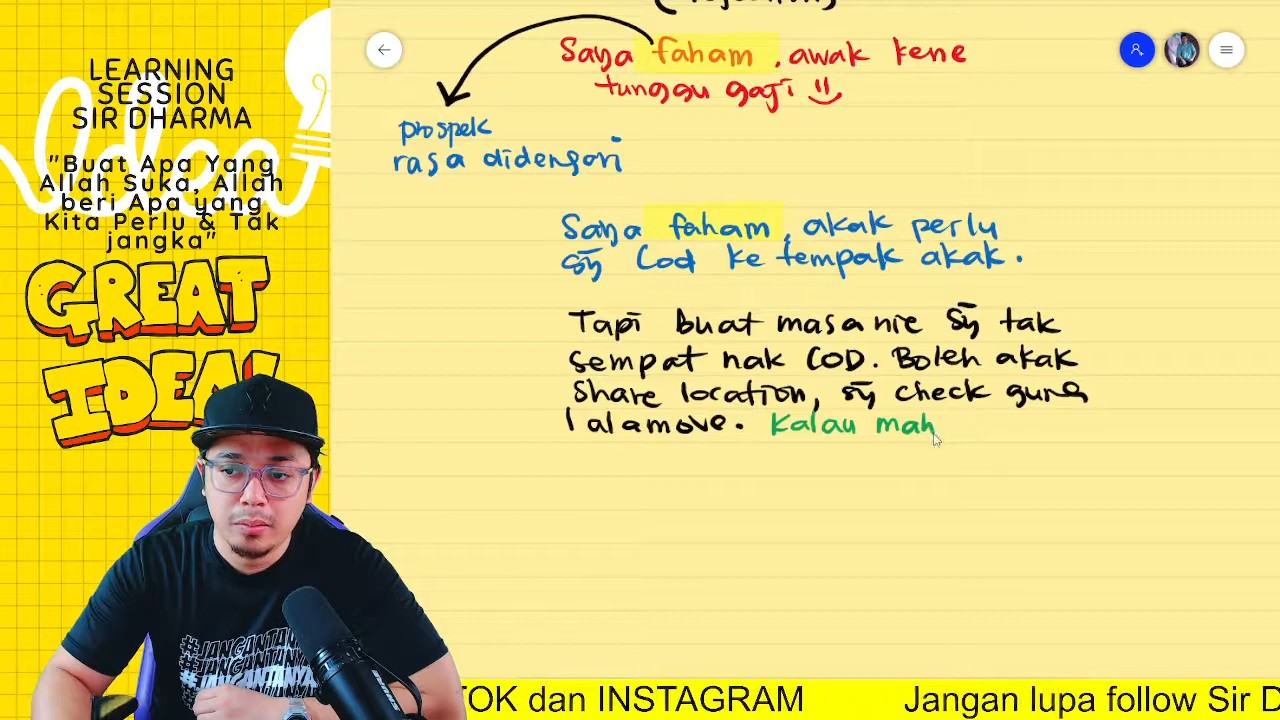 LEARNING
SESSION
SIR DHARMA
"Buat Apa Yang
Allah Suka, Allah
beri Apa yang
Kita Perlu & Tak
jangka"
GREAT
IDEA
Saya faham, awak kene
tunggu gaji
prospek
rasa didengari
Saya faham, akak perlu
sy Cod ke tempak akak.
Tapi buat masa nie sy tak
sempat nak COD. Boleh akak
Share location, sy check guna
lalamove. Kalau mah
TOK dan INSTAGRAM Jangan lupa follow Sir D